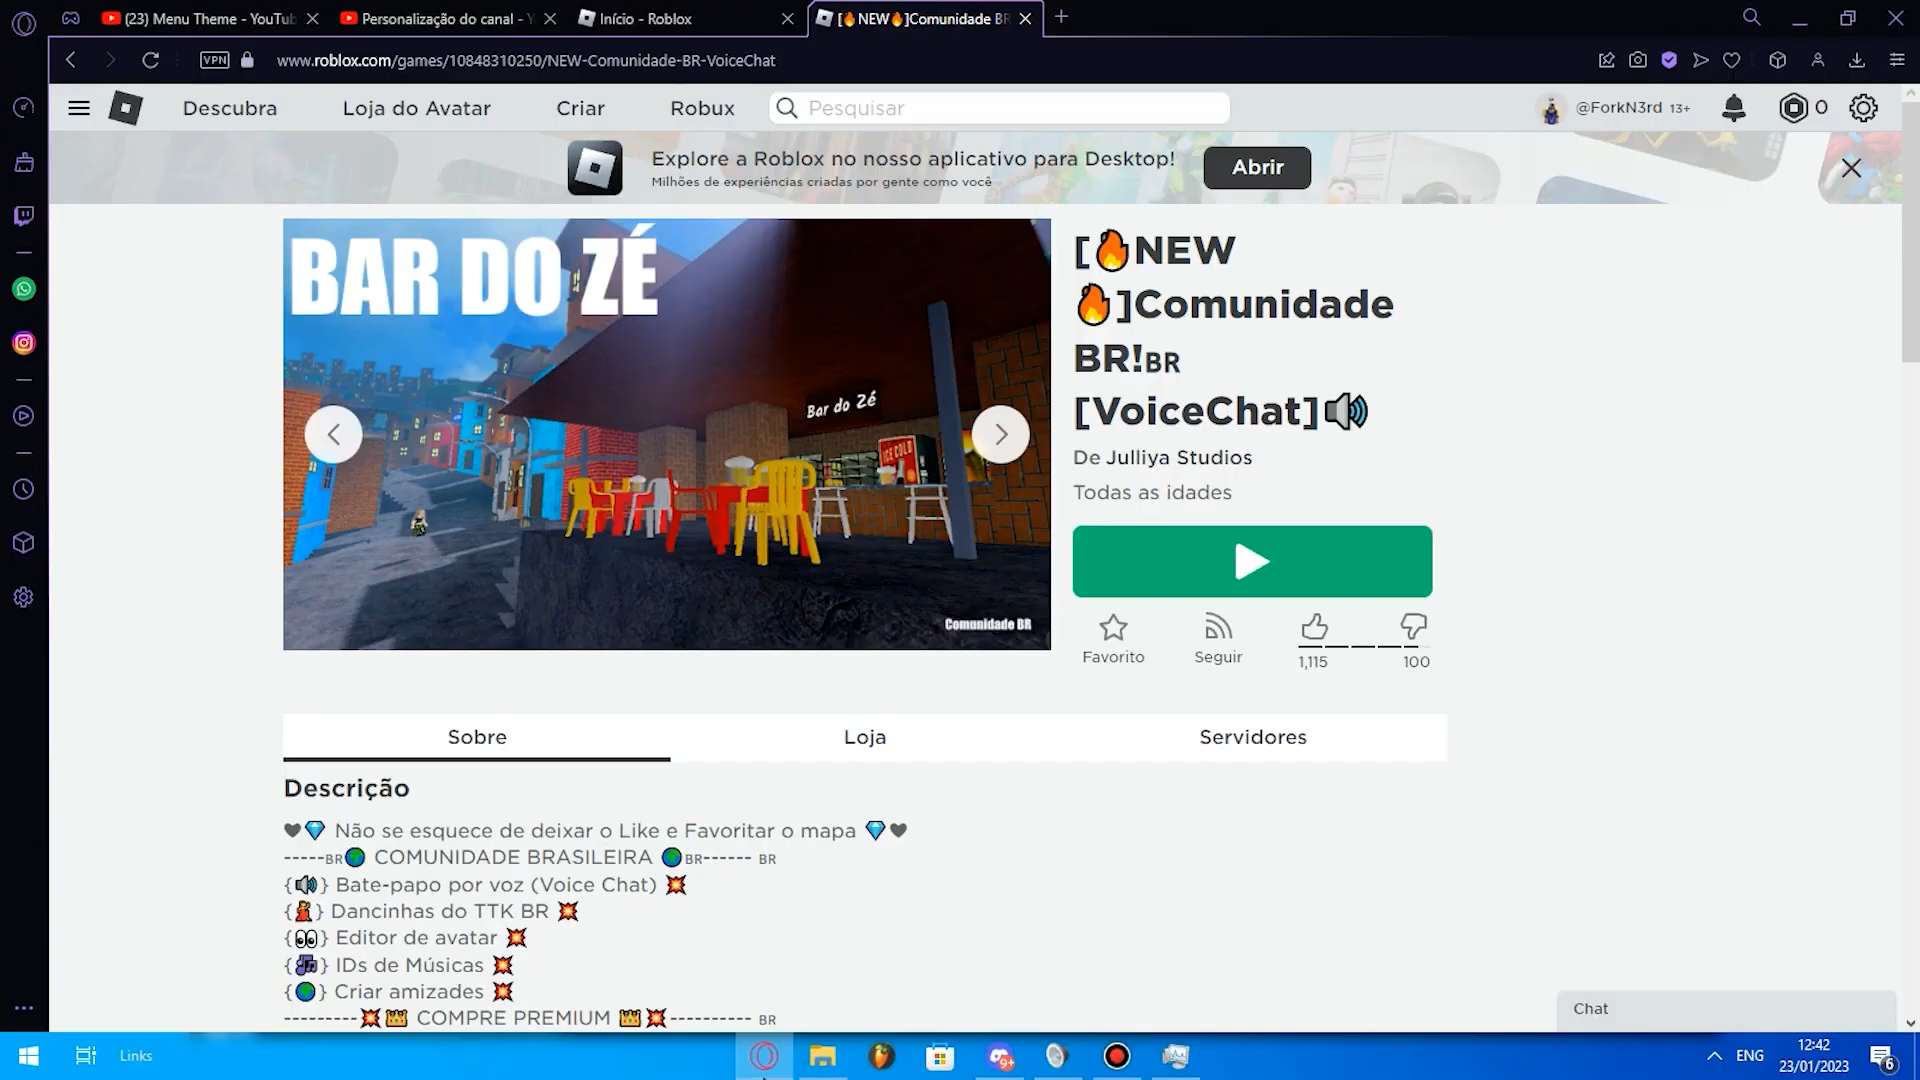 (23) Menu Theme - YouTub
Personalização do canal - Y
Início - Roblox
[🔥NEW🔥]Comunidade BR
VPN
www.roblox.com/games/10848310250/NEW-Comunidade-BR-VoiceChat
Descubra
Loja do Avatar
Criar
Robux
Pesquisar
@ForkN3rd 13+
0
Explore a Roblox no nosso aplicativo para Desktop!
Milhões de experiências criadas por gente como você
Abrir
BAR DO ZÉ
Bar do Zé
ICE COLD
Comunidade BR
[🔥NEW
🔥]Comunidade
BR!BR
[VoiceChat]🔊
De Julliya Studios
Todas as idades
Favorito
Seguir
1,115
100
Sobre
Loja
Servidores
Descrição
🖤💎 Não se esquece de deixar o Like e Favoritar o mapa 💎🖤
-----BR🌍 COMUNIDADE BRASILEIRA 🌍BR------ BR
{🔊} Bate-papo por voz (Voice Chat) 💥
{💃} Dancinhas do TTK BR 💥
{👀} Editor de avatar 💥
{🎶} IDs de Músicas 💥
{🌍} Criar amizades 💥
---------💥👑 COMPRE PREMIUM 👑💥---------- BR
Chat
Links
9+
ENG
12:42
23/01/2023
6